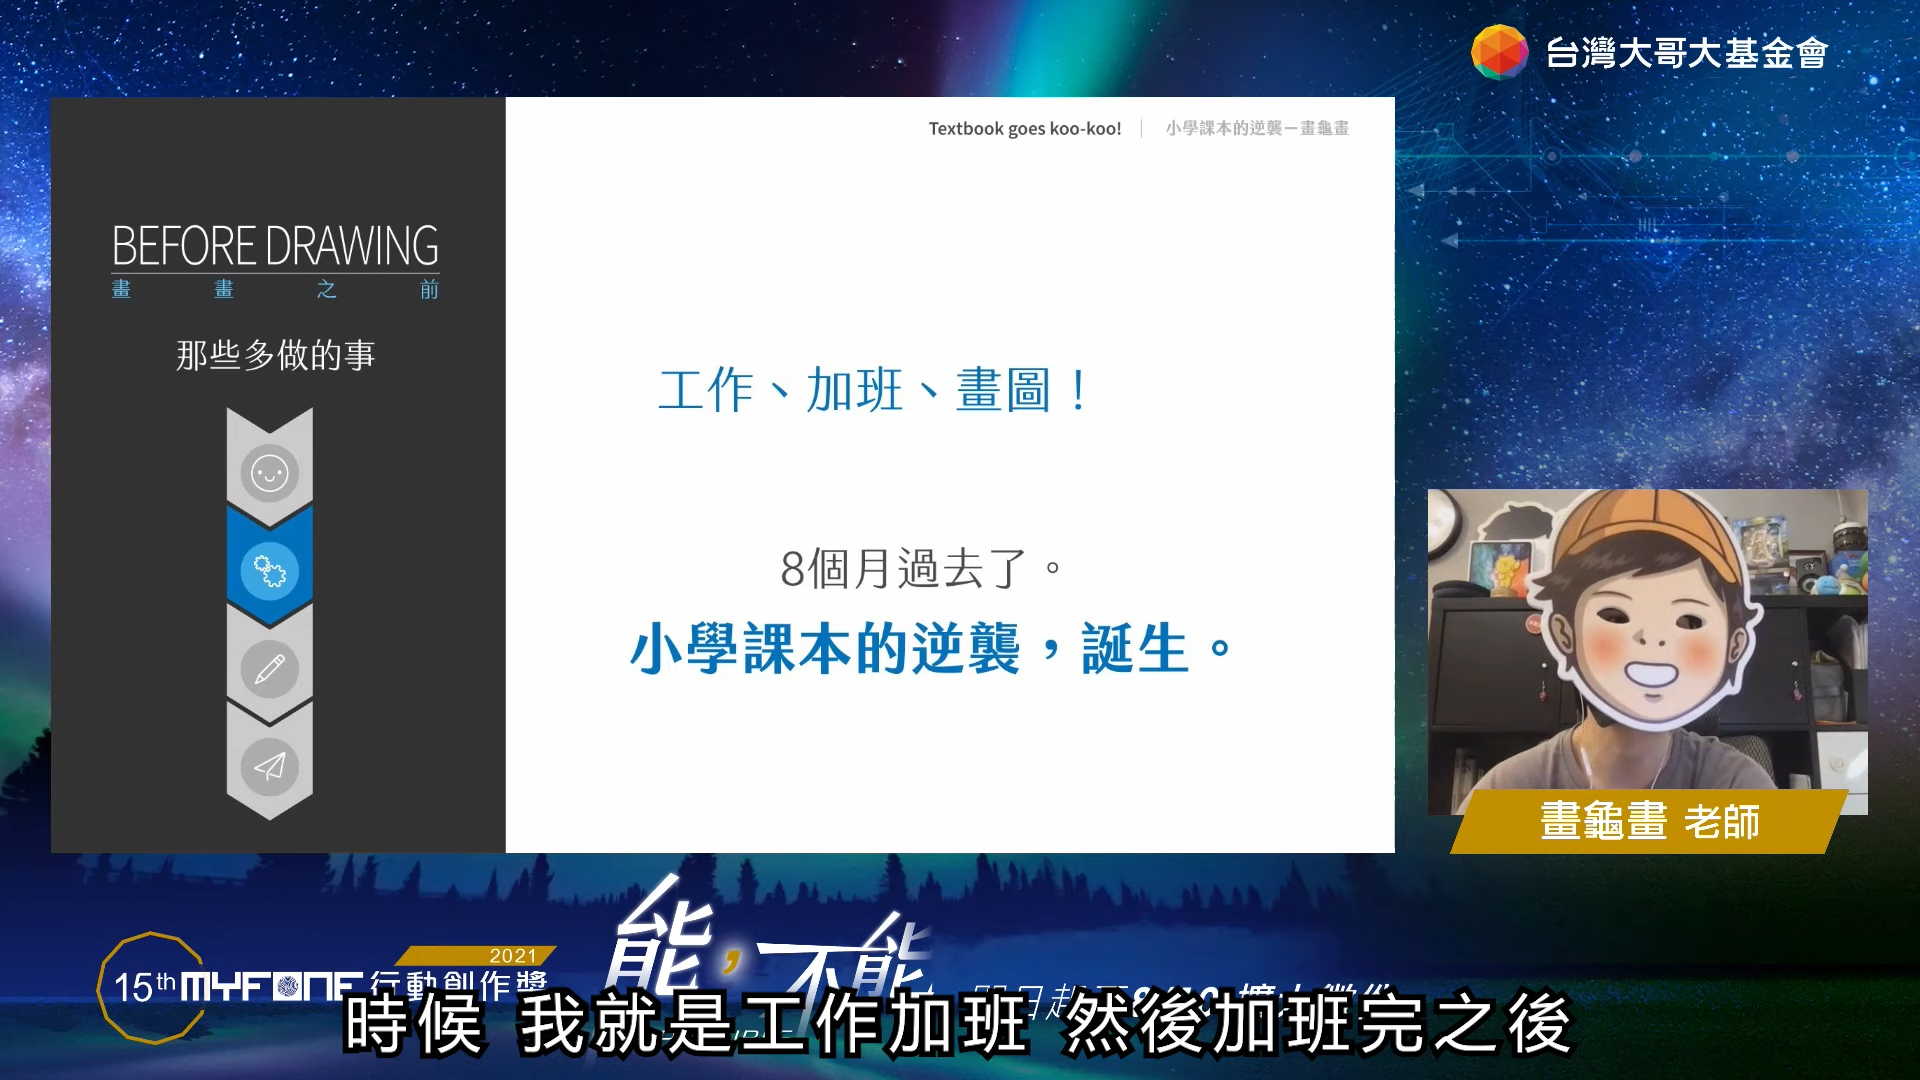 台灣大哥大基金會
Textbook goes koo-koo!
小學課本的逆襲—畫龜畫
BEFORE DRAWING
畫畫之前
那些多做的事
工作、加班、畫圖！
8個月過去了。
小學課本的逆襲，誕生。
畫龜畫 老師
2021
15th MYFONE 行動創作獎
能，不能
時候 我就是工作加班 然後加班完之後